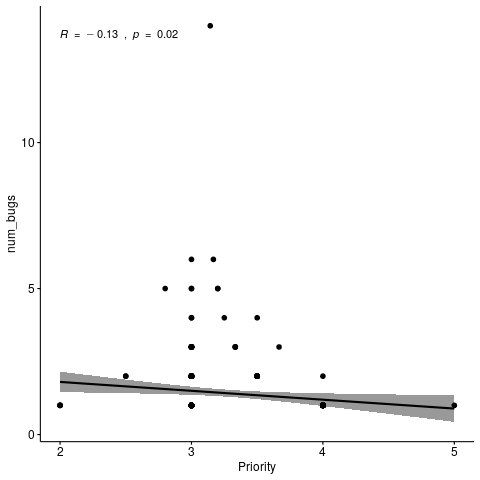 R = −0.13 , p = 0.02
10
5
0
num_bugs
2 3 4 5
Priority